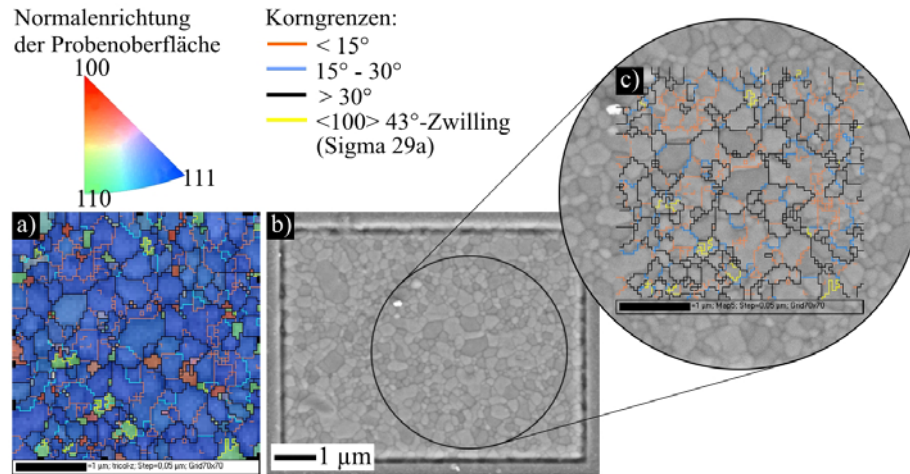 Normalenrichtung
der Probenoberfläche
100
110
111
Korngrenzen:
< 15°
15° - 30°
> 30°
<100> 43°-Zwilling
(Sigma 29a)
c)
=1 µm; Map5; Step=0.05 µm; Grid70x70
a)
=1 µm; tricol-z; Step=0.05 µm; Grid70x70
b)
1 µm